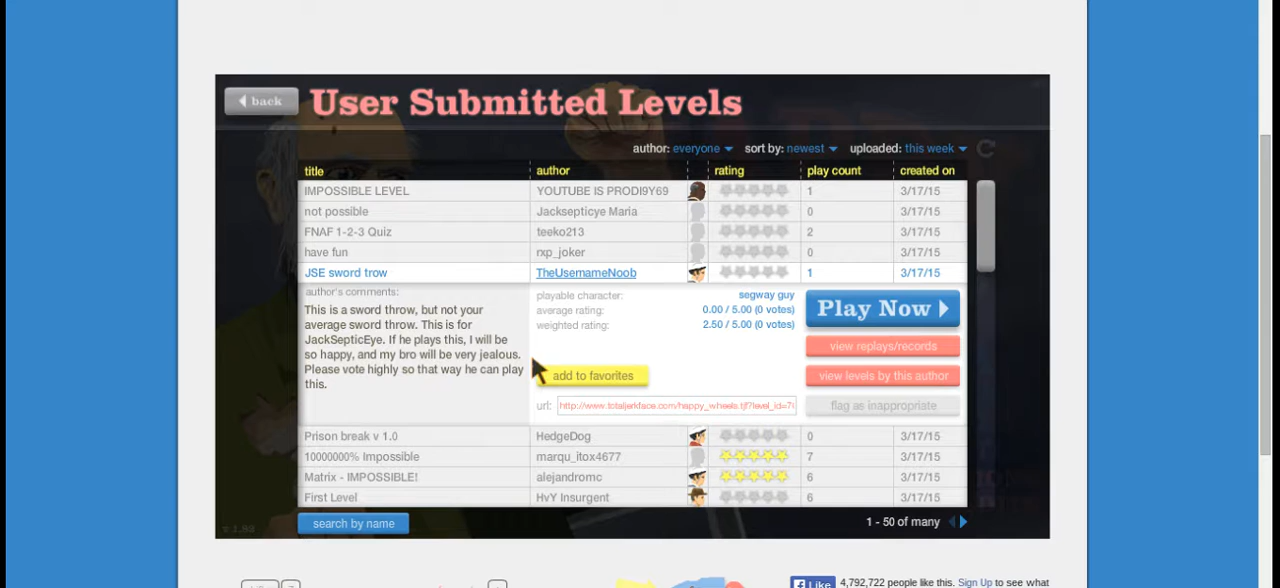 back
User Submitted Levels
author: everyone sort by: newest uploaded: this week
title author rating play count created on
IMPOSSIBLE LEVEL YOUTUBE IS PRODI9Y69 1 3/17/15
not possible Jacksepticye Maria 0 3/17/15
FNAF 1-2-3 Quiz teeko213 2 3/17/15
have fun rxp_joker 0 3/17/15
JSE sword trow TheUsernameNoob 1 3/17/15
author's comments:
This is a sword throw, but not your
average sword throw. This is for
JackSepticEye. If he plays this, I will be
so happy, and my bro will be very jealous.
Please vote highly so that way he can play
this.
playable character: segway guy
average rating: 0.00 / 5.00 (0 votes)
weighted rating: 2.50 / 5.00 (0 votes)
add to favorites
url: http://www.totaljerkface.com/happy_wheels.tjf?level_id=7
Play Now
view replays/records
view levels by this author
flag as inappropriate
Prison break v 1.0 HedgeDog 0 3/17/15
10000000% Impossible marqu_itox4677 7 3/17/15
Matrix - IMPOSSIBLE! alejandromc 6 3/17/15
First Level HvY Insurgent 6 3/17/15
search by name
1 - 50 of many
Like 4,792,722 people like this. Sign Up to see what